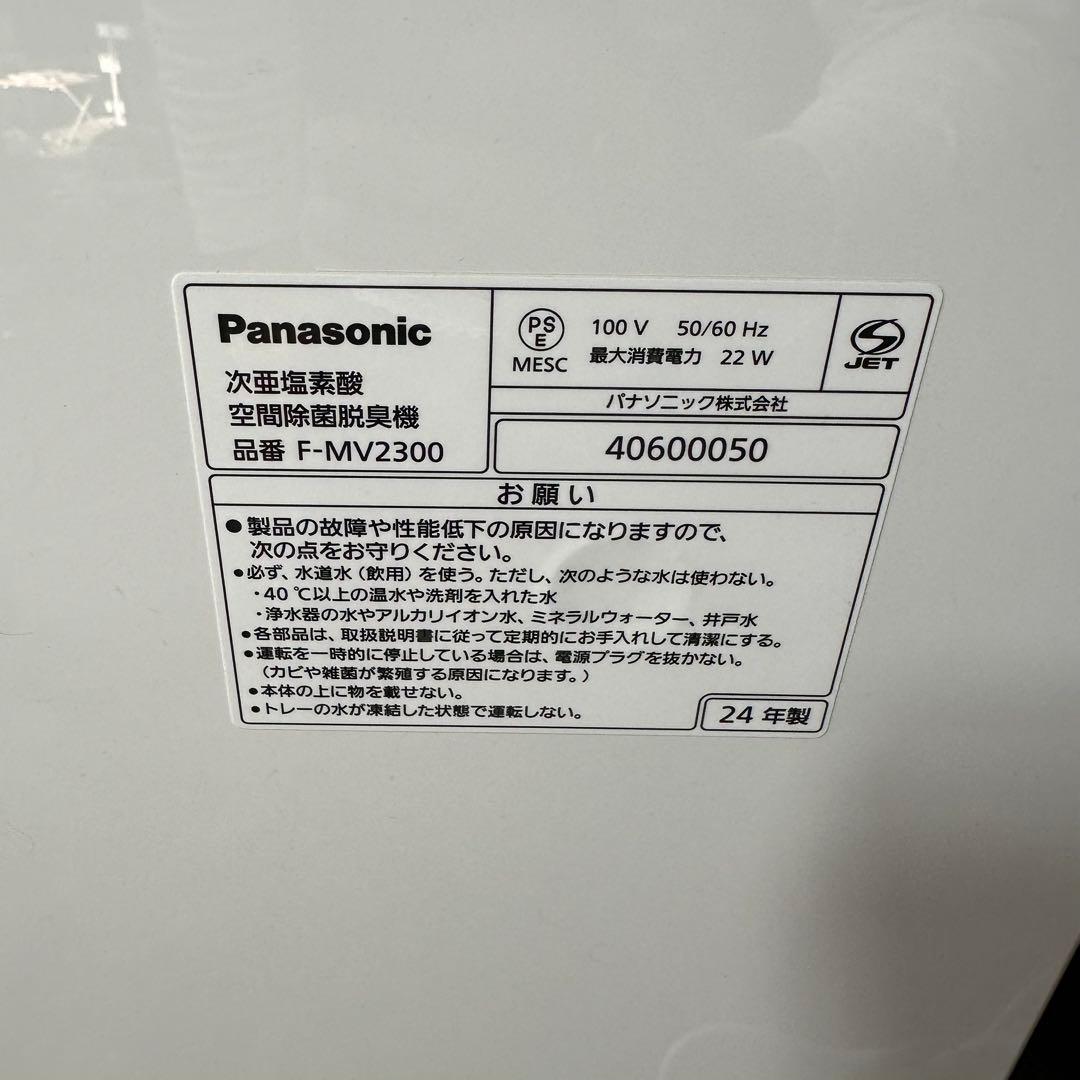 Panasonic
次亜塩素酸
空間除菌脱臭機
品番 F-MV2300
PS
E
MESC
100 V 50/60 Hz
最大消費電力 22 W
S
JET
パナソニック株式会社
40600050
お願い
●製品の故障や性能低下の原因になりますので、
次の点をお守りください。
●必ず、水道水（飲用）を使う。ただし、次のような水は使わない。
・40 ℃以上の温水や洗剤を入れた水
・浄水器の水やアルカリイオン水、ミネラルウォーター、井戸水
●各部品は、取扱説明書に従って定期的にお手入れして清潔にする。
●運転を一時的に停止している場合は、電源プラグを抜かない。
（カビや雑菌が繁殖する原因になります。）
●本体の上に物を載せない。
●トレーの水が凍結した状態で運転しない。
24 年製